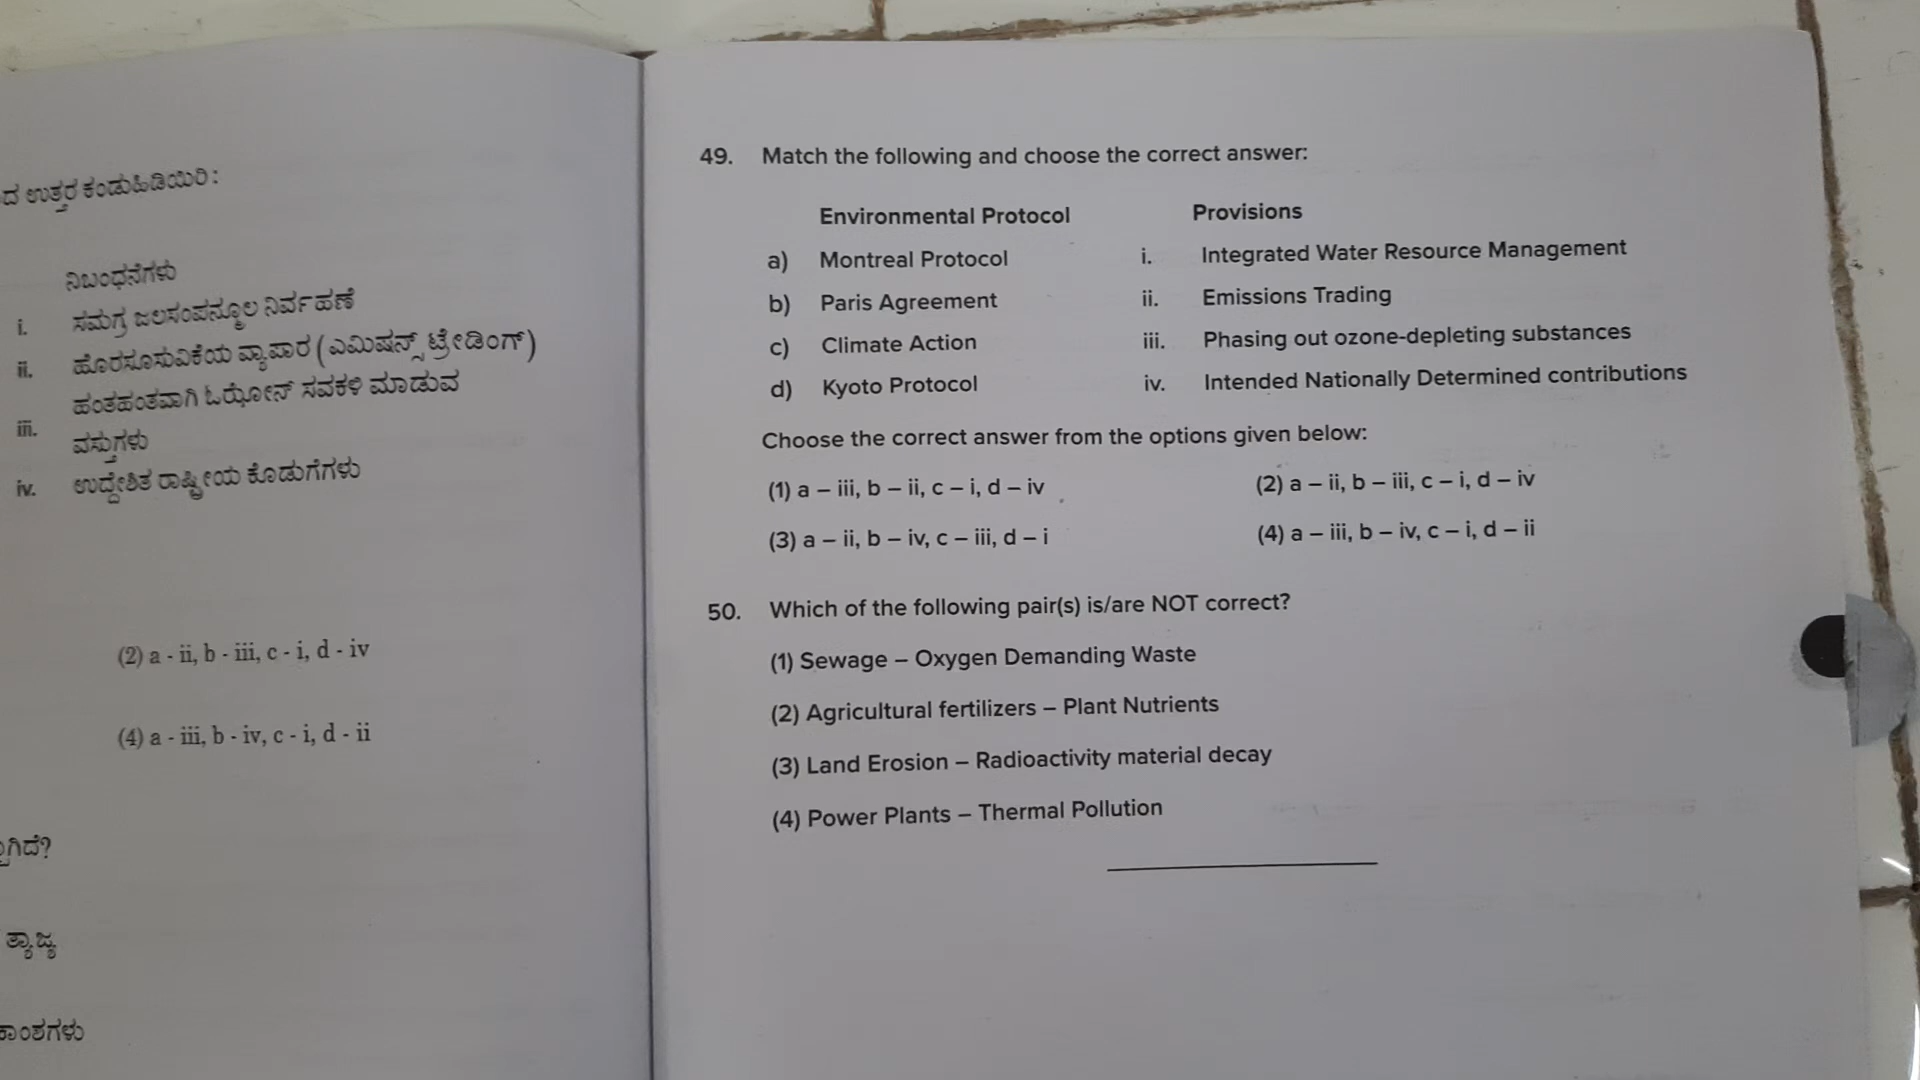 ದ ಉತ್ತರ ಕಂಡುಹಿಡಿಯಿರಿ :
ನಿಬಂಧನೆಗಳು
i. ಸಮಗ್ರ ಜಲಸಂಪನ್ಮೂಲ ನಿರ್ವಹಣೆ
ii. ಹೊರಸೂಸುವಿಕೆಯ ವ್ಯಾಪಾರ (ಎಮಿಷನ್ಸ್ ಟ್ರೇಡಿಂಗ್)
iii. ಹಂತಹಂತವಾಗಿ ಓಝೋನ್ ಸವಕಳಿ ಮಾಡುವ
ವಸ್ತುಗಳು
iv. ಉದ್ದೇಶಿತ ರಾಷ್ಟ್ರೀಯ ಕೊಡುಗೆಗಳು
(2) a - ii, b - iii, c - i, d - iv
(4) a - iii, b - iv, c - i, d - ii
ತ್ಯಾಜ್ಯ
49. Match the following and choose the correct answer:
Environmental Protocol Provisions
a) Montreal Protocol i. Integrated Water Resource Management
b) Paris Agreement ii. Emissions Trading
c) Climate Action iii. Phasing out ozone-depleting substances
d) Kyoto Protocol iv. Intended Nationally Determined contributions
Choose the correct answer from the options given below:
(1) a – iii, b – ii, c – i, d – iv (2) a – ii, b – iii, c – i, d – iv
(3) a – ii, b – iv, c – iii, d – i (4) a – iii, b – iv, c – i, d – ii
50. Which of the following pair(s) is/are NOT correct?
(1) Sewage – Oxygen Demanding Waste
(2) Agricultural fertilizers – Plant Nutrients
(3) Land Erosion – Radioactivity material decay
(4) Power Plants – Thermal Pollution